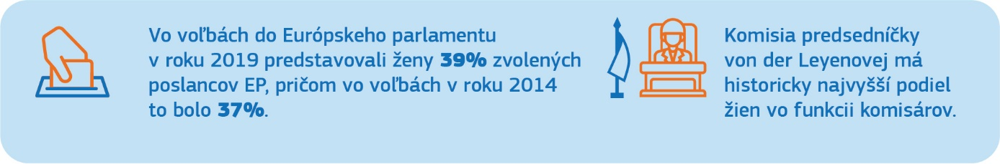 Vo voľbách do Európskeho parlamentu
v roku 2019 predstavovali ženy 39% zvolených
poslancov EP, pričom vo voľbách v roku 2014
to bolo 37%.
Komisia predsedníčky
von der Leyenovej má
historicky najvyšší podiel
žien vo funkcii komisárov.